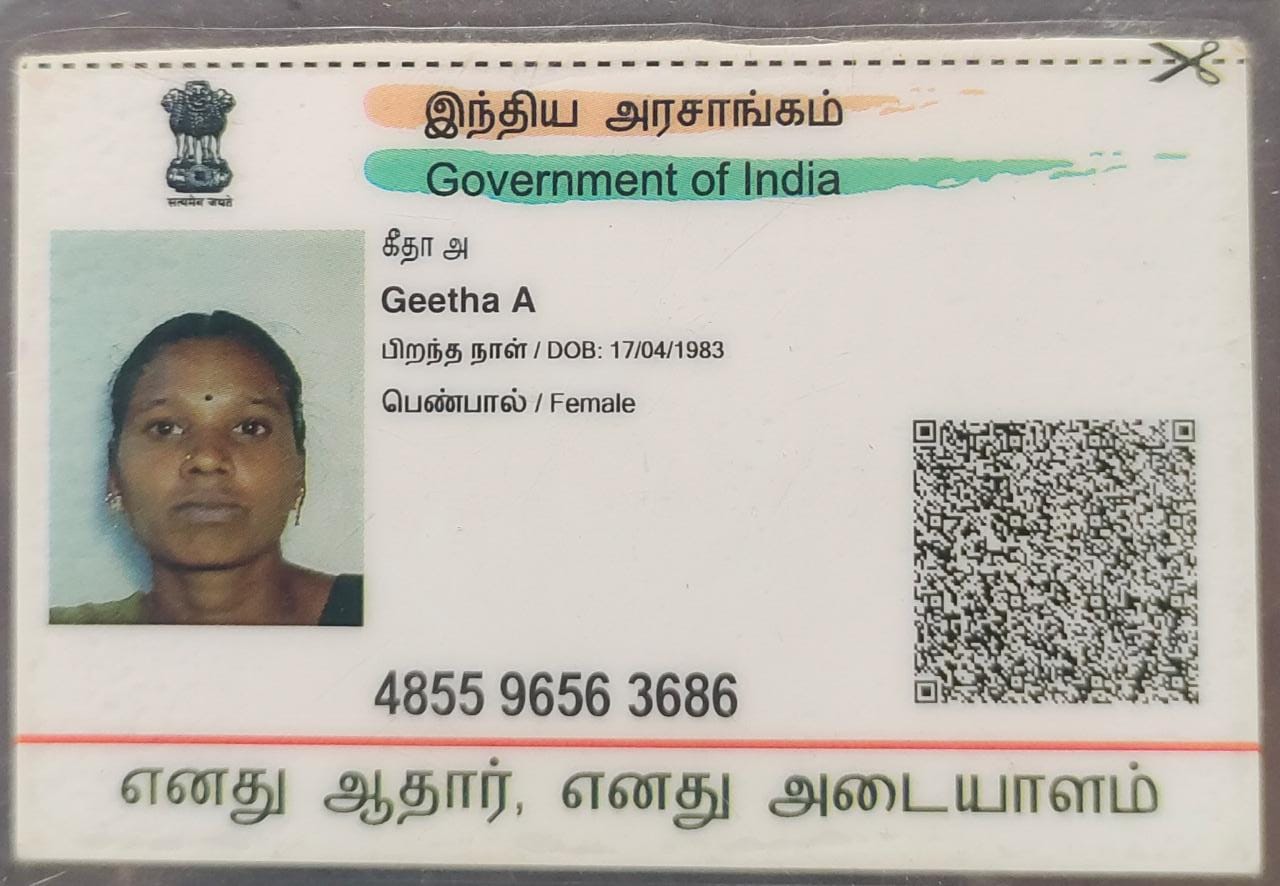 இந்திய அரசாங்கம்
Government of India
सत्यमेव जयते
கீதா அ
Geetha A
பிறந்த நாள் / DOB: 17/04/1983
பெண்பால் / Female
4855 9656 3686
எனது ஆதார், எனது அடையாளம்